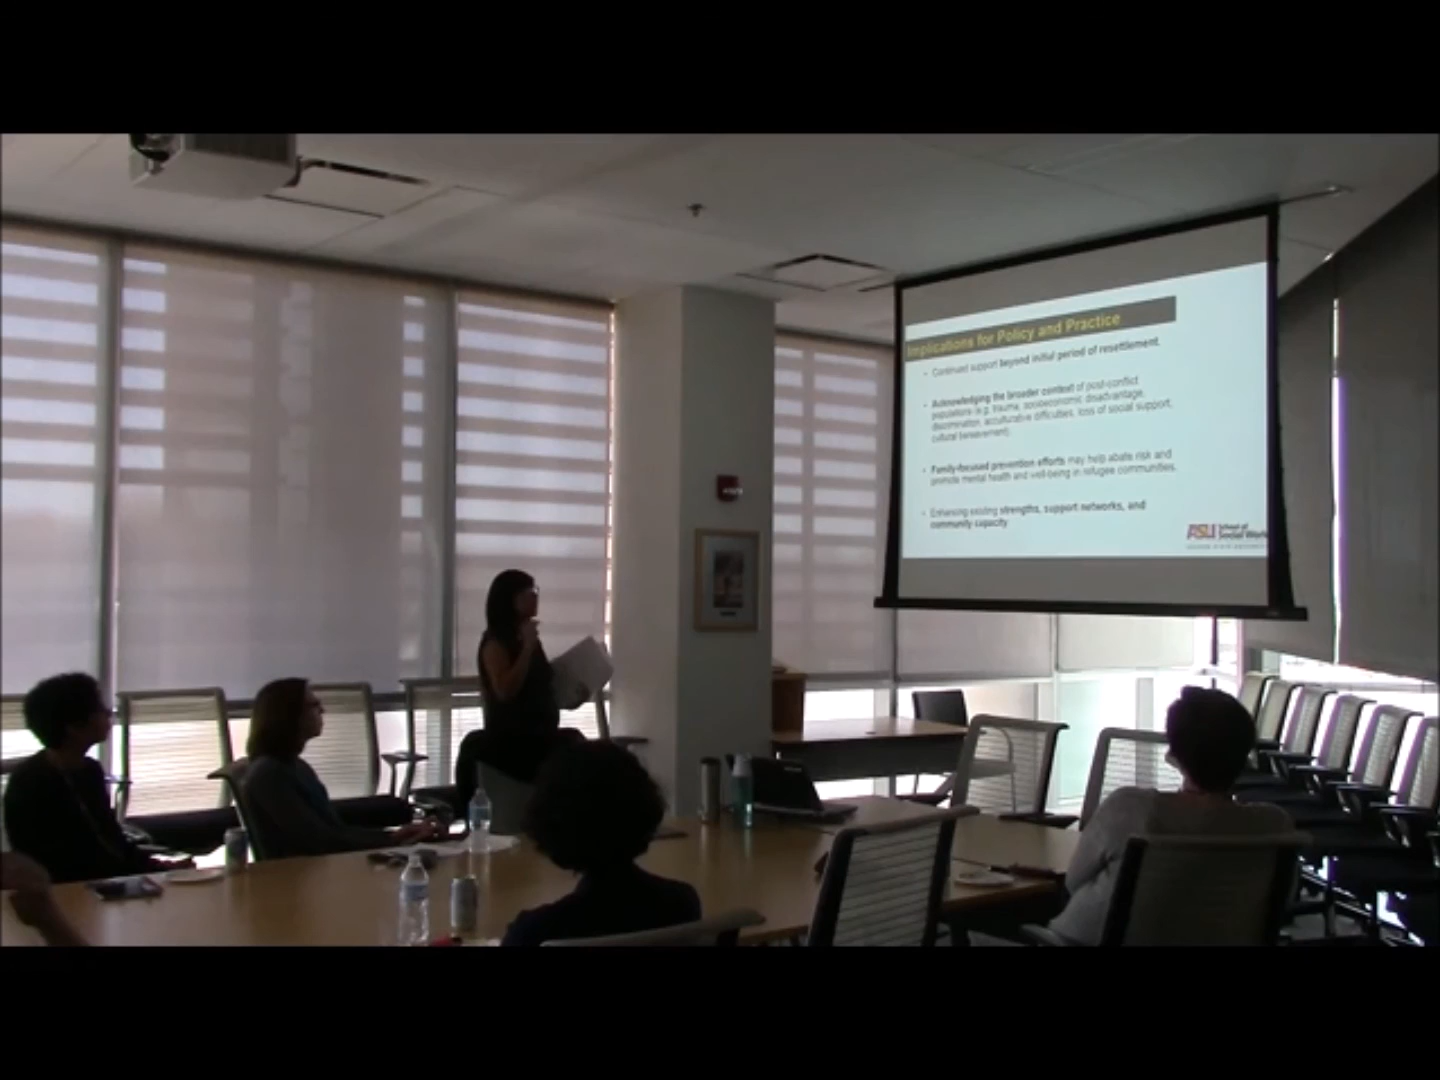 Implications for Policy and Practice
• Continued support beyond initial period of resettlement.
• Acknowledging the broader context of post-conflict
populations (e.g. trauma, socioeconomic disadvantage,
discrimination, acculturative difficulties, loss of social support,
cultural bereavement).
• Family-focused prevention efforts may help abate risk and
promote mental health and well-being in refugee communities.
• Enhancing existing strengths, support networks, and
community capacity
ASU School of
Social Work